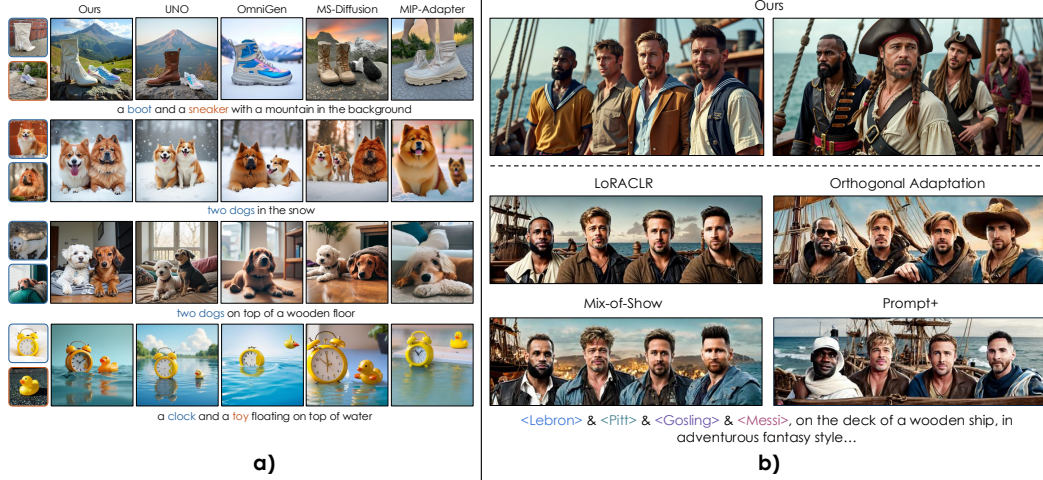 Ours UNO OmniGen MS-Diffusion MIP-Adapter
a boot and a sneaker with a mountain in the background
two dogs in the snow
two dogs on top of a wooden floor
a clock and a toy floating on top of water
a)
Ours
LoRACLR Orthogonal Adaptation
Mix-of-Show Prompt+
<Lebron> & <Pitt> & <Gosling> & <Messi>, on the deck of a wooden ship, in
adventurous fantasy style...
b)